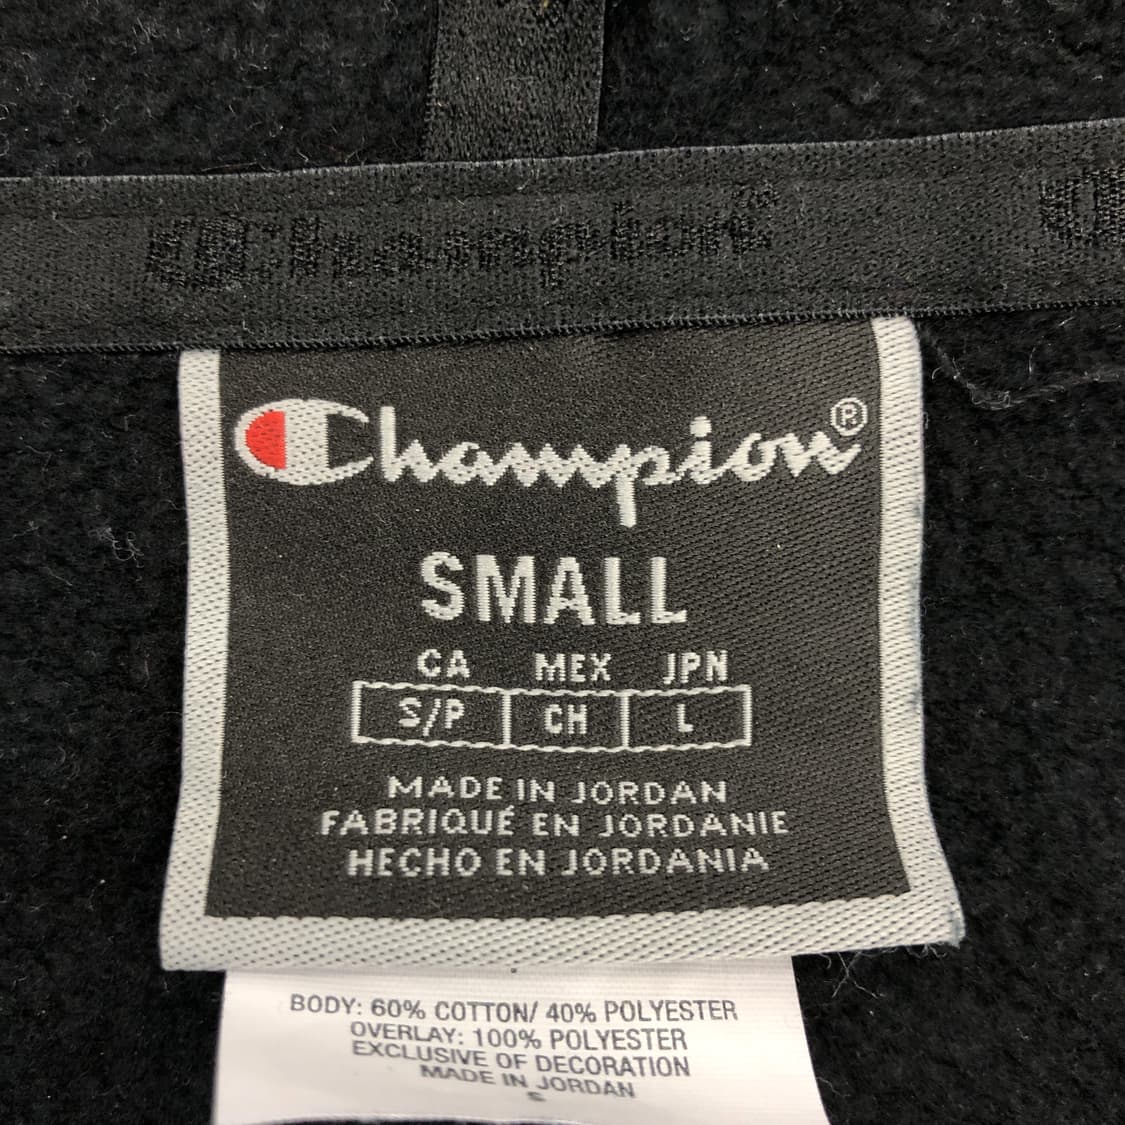 Champion
Champion®
SMALL
CA MEX JPN
S/P CH L
MADE IN JORDAN
FABRIQUÉ EN JORDANIE
HECHO EN JORDANIA
BODY: 60% COTTON/ 40% POLYESTER
OVERLAY: 100% POLYESTER
EXCLUSIVE OF DECORATION
MADE IN JORDAN
S